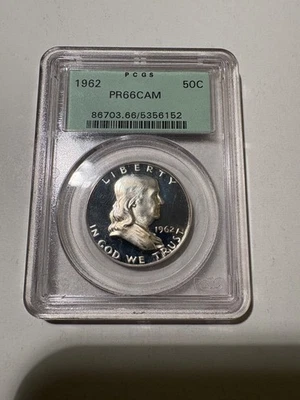 PCGS
1962 50C
PR66CAM
86703.66/5356152
LIBERTY
1962
IN GOD WE TRUST